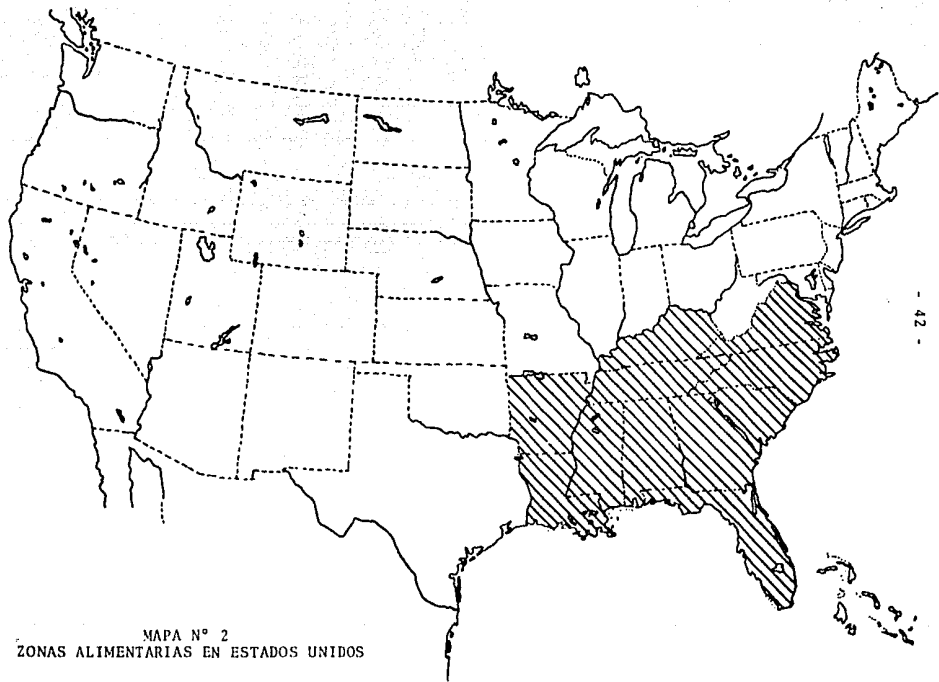 - 42 -
MAPA N° 2
ZONAS ALIMENTARIAS EN ESTADOS UNIDOS